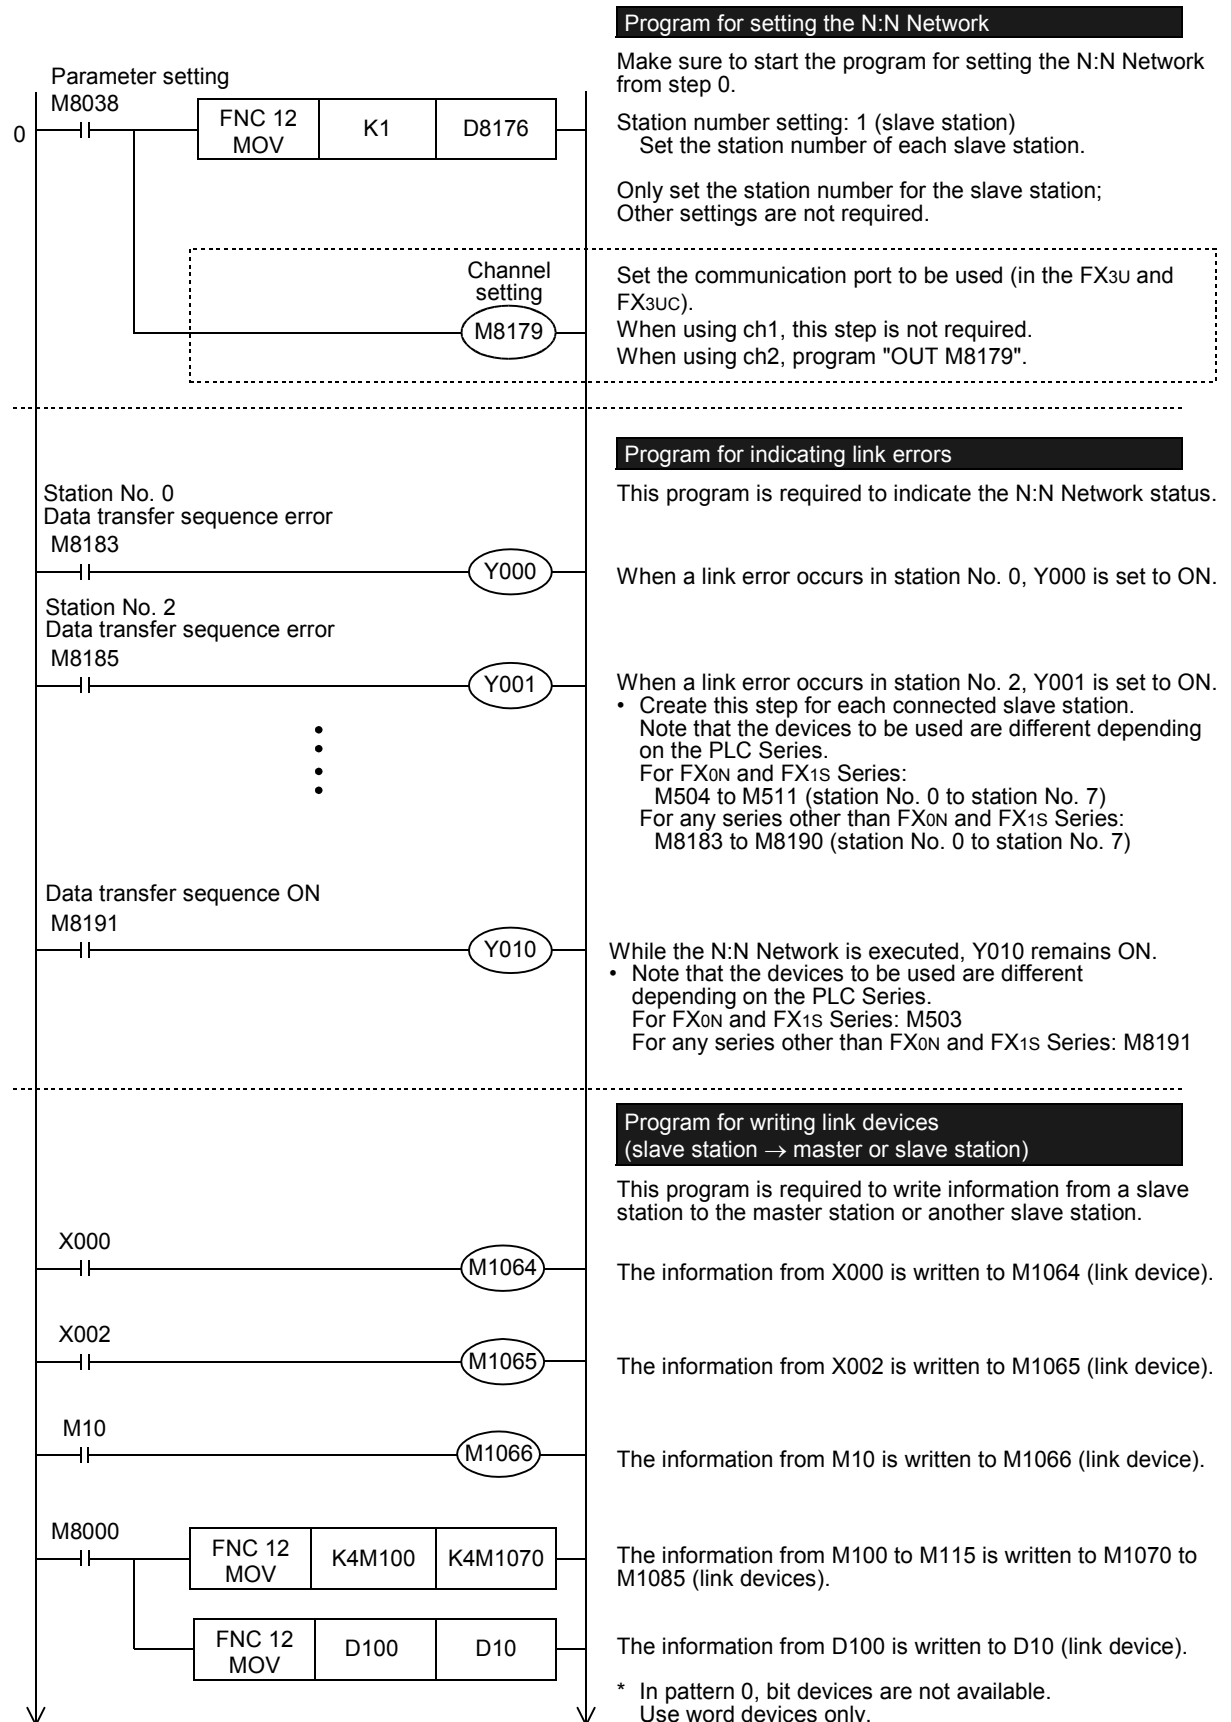 Program for setting the N:N Network
Make sure to start the program for setting the N:N Network
from step 0.
Parameter setting
M8038
0
FNC 12
MOV
K1
D8176
Station number setting: 1 (slave station)
Set the station number of each slave station.
Only set the station number for the slave station;
Other settings are not required.
Channel
setting
M8179
Set the communication port to be used (in the FX3U and
FX3UC).
When using ch1, this step is not required.
When using ch2, program "OUT M8179".
Program for indicating link errors
This program is required to indicate the N:N Network status.
Station No. 0
Data transfer sequence error
M8183
Y000
When a link error occurs in station No. 0, Y000 is set to ON.
Station No. 2
Data transfer sequence error
M8185
Y001
When a link error occurs in station No. 2, Y001 is set to ON.
• Create this step for each connected slave station.
Note that the devices to be used are different depending
on the PLC Series.
For FX0N and FX1S Series:
M504 to M511 (station No. 0 to station No. 7)
For any series other than FX0N and FX1S Series:
M8183 to M8190 (station No. 0 to station No. 7)
Data transfer sequence ON
M8191
Y010
While the N:N Network is executed, Y010 remains ON.
• Note that the devices to be used are different
depending on the PLC Series.
For FX0N and FX1S Series: M503
For any series other than FX0N and FX1S Series: M8191
Program for writing link devices
(slave station → master or slave station)
This program is required to write information from a slave
station to the master station or another slave station.
X000
M1064
The information from X000 is written to M1064 (link device).
X002
M1065
The information from X002 is written to M1065 (link device).
M10
M1066
The information from M10 is written to M1066 (link device).
M8000
FNC 12
MOV
K4M100
K4M1070
The information from M100 to M115 is written to M1070 to
M1085 (link devices).
FNC 12
MOV
D100
D10
The information from D100 is written to D10 (link device).
* In pattern 0, bit devices are not available.
Use word devices only.